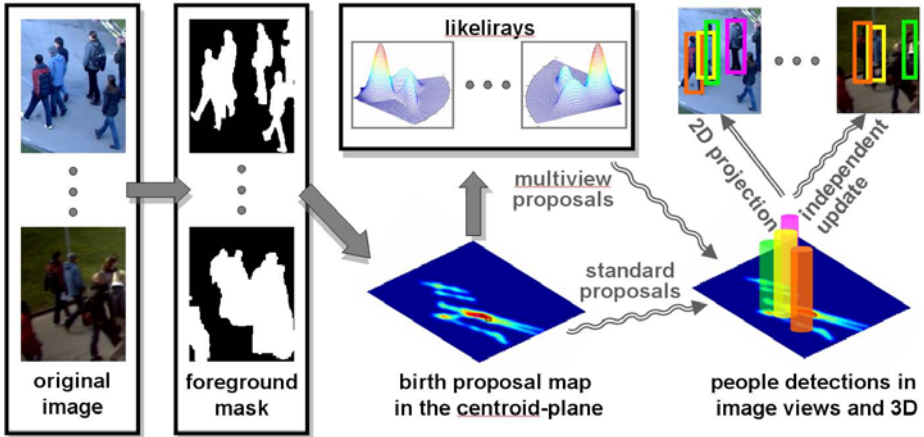 likelirays
2D projection
independent
update
multiview
proposals
standard
proposals
original
image
foreground
mask
birth proposal map
in the centroid-plane
people detections in
image views and 3D